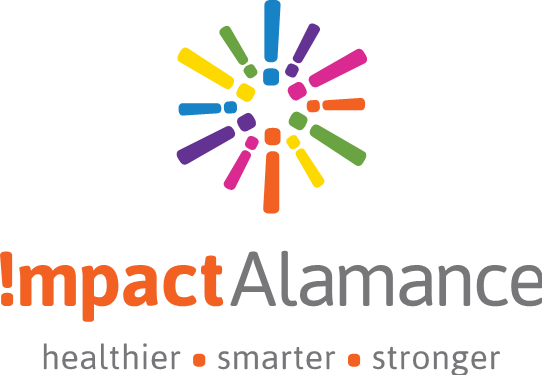 !mpactAlamance
healthier • smarter • stronger